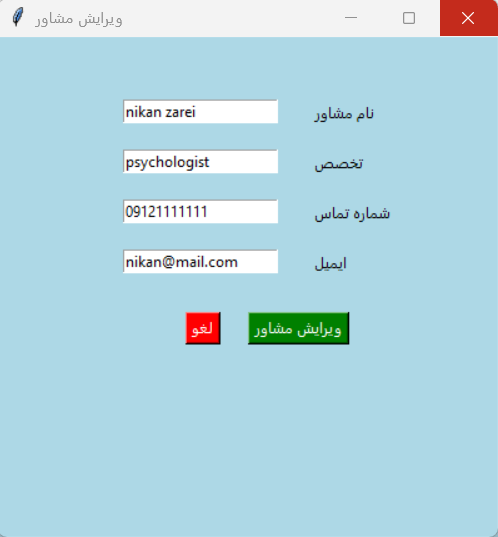 ویرایش مشاور
نام مشاور nikan zarei
تخصص psychologist
شماره تماس 09121111111
ایمیل nikan@mail.com
ویرایش مشاور لغو